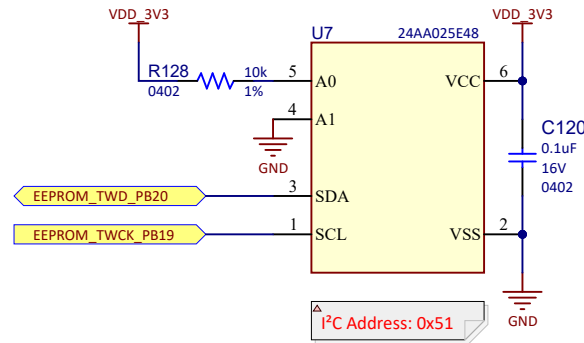 VDD_3V3
VDD_3V3
U7
24AA025E48
R128
10k
0402
1%
5
A0
VCC
6
4
A1
GND
C120
0.1uF
16V
0402
EEPROM_TWD_PB20
3
SDA
EEPROM_TWCK_PB19
1
SCL
VSS
2
I²C Address: 0x51
GND